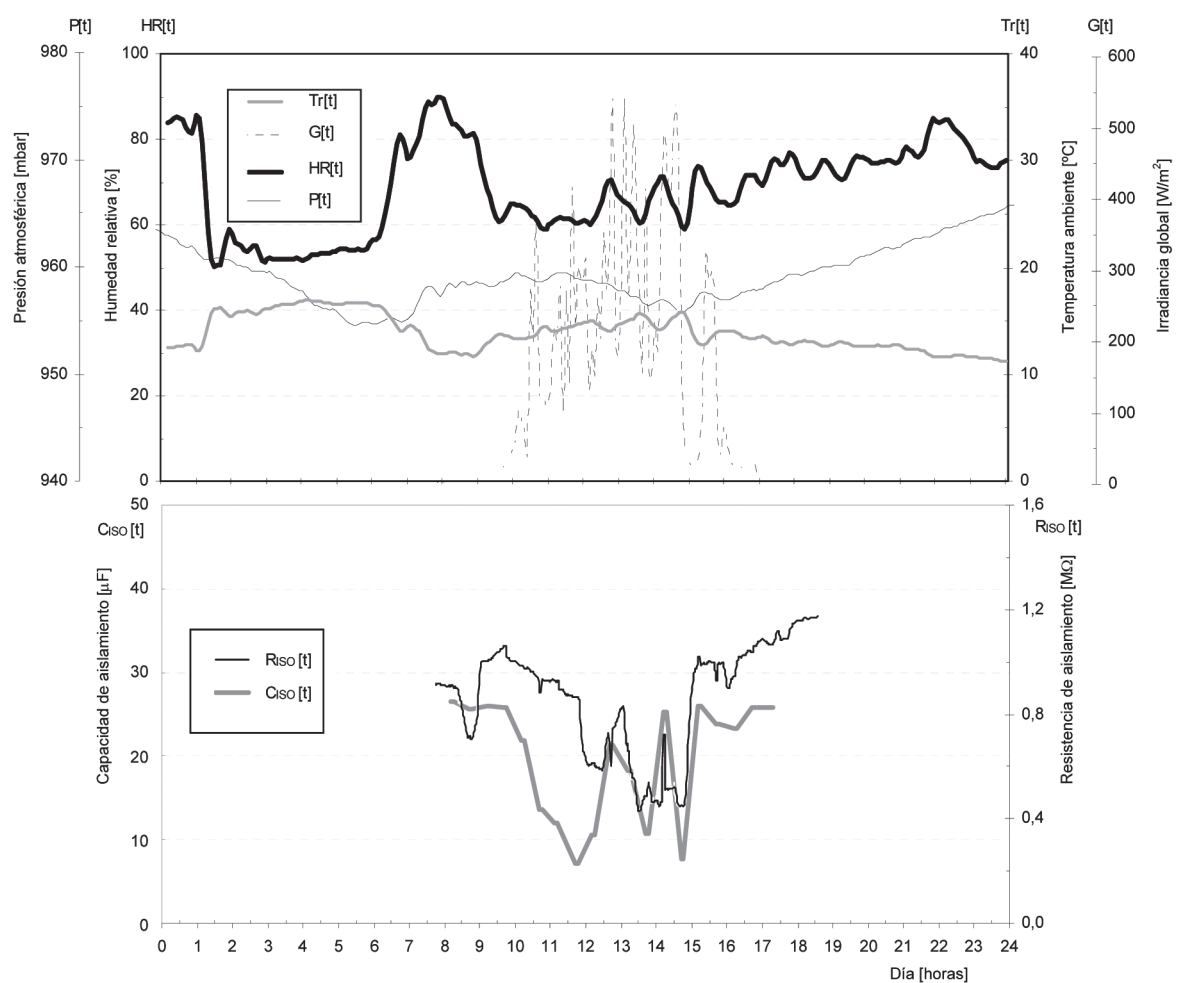 P[t] HR[t] Tr[t] G[t]
980 100 40 600
970 80 30 500
960 60 20 400
950 40 10 300
940 20 0 200
0 100
0
Presión atmosférica [mbar]
Humedad relativa [%]
Temperatura ambiente [ºC]
Irradiancia global [W/m²]
Tr[t]
G[t]
HR[t]
P[t]
50 1,6
CISO [t] RISO [t]
40 1,2
30 0,8
20 0,4
10 0,0
0
Capacidad de aislamiento [μF]
Resistencia de aislamiento [MΩ]
RISO [t]
CISO [t]
0 1 2 3 4 5 6 7 8 9 10 11 12 13 14 15 16 17 18 19 20 21 22 23 24
Día [horas]